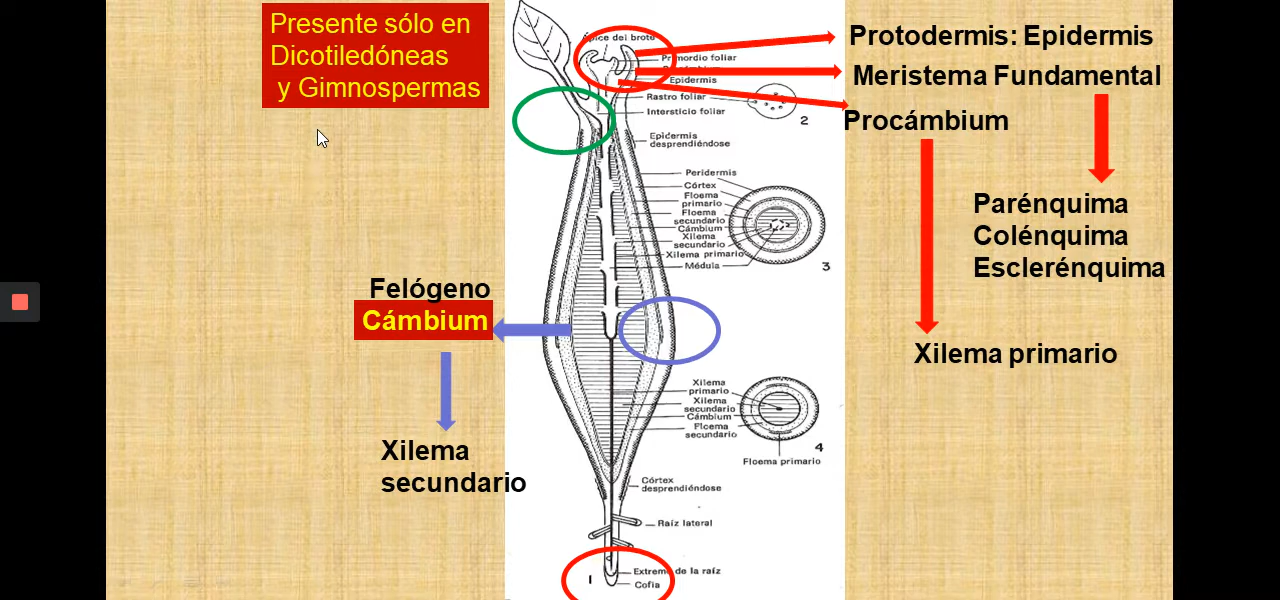 Presente sólo en
Dicotiledóneas
y Gimnospermas
Protodermis: Epidermis
Meristema Fundamental
Procámbium
Parénquima
Colénquima
Esclerénquima
Xilema primario
Felógeno
Cámbium
Xilema
secundario
Ápice del brote
Primordio foliar
Epidermis
Rastro foliar
Intersticio foliar
2
Epidermis
desprendiéndose
Peridermis
Córtex
Floema
primario
Floema
secundario
Cámbium
Xilema
secundario
Xilema primario
Médula
3
Xilema
primario
Xilema
secundario
Cámbium
Floema
secundario
4
Floema primario
Córtex
desprendiéndose
Raíz lateral
Extremo de la raíz
1
Cofia